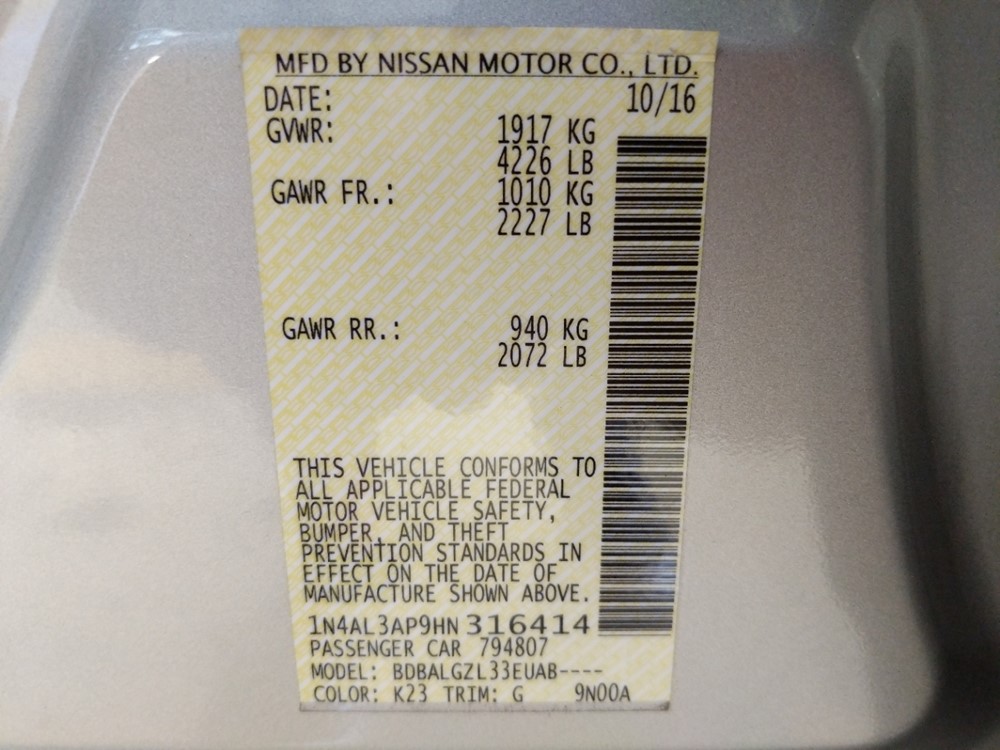 MFD BY NISSAN MOTOR CO., LTD.
DATE: 10/16
GVWR: 1917 KG
4226 LB
GAWR FR.: 1010 KG
2227 LB
GAWR RR.: 940 KG
2072 LB
THIS VEHICLE CONFORMS TO
ALL APPLICABLE FEDERAL
MOTOR VEHICLE SAFETY,
BUMPER, AND THEFT
PREVENTION STANDARDS IN
EFFECT ON THE DATE OF
MANUFACTURE SHOWN ABOVE.
1N4AL3AP9HN 316414
PASSENGER CAR 794807
MODEL: BDBALGZL33EUAB----
COLOR: K23 TRIM: G 9N00A